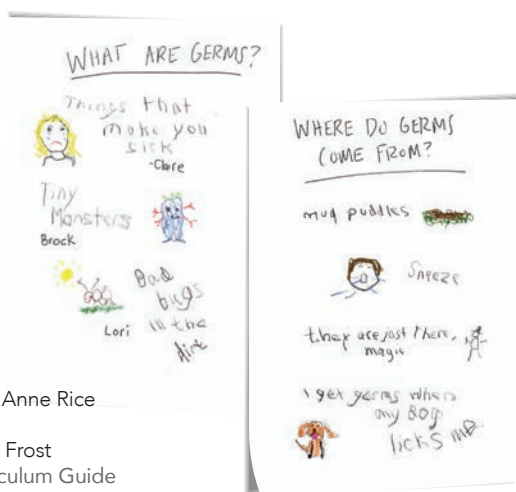 WHAT ARE GERMS?
Things that
make you
sick
-Clare
Tiny
Monsters
Brock
Bad
bugs
in the
dirt
Lori
WHERE DO GERMS
COME FROM?
mud puddles
Sneeze
they are just there,
magic
I get germs when
my dog
licks me
Anne Rice
Frost
culum Guide